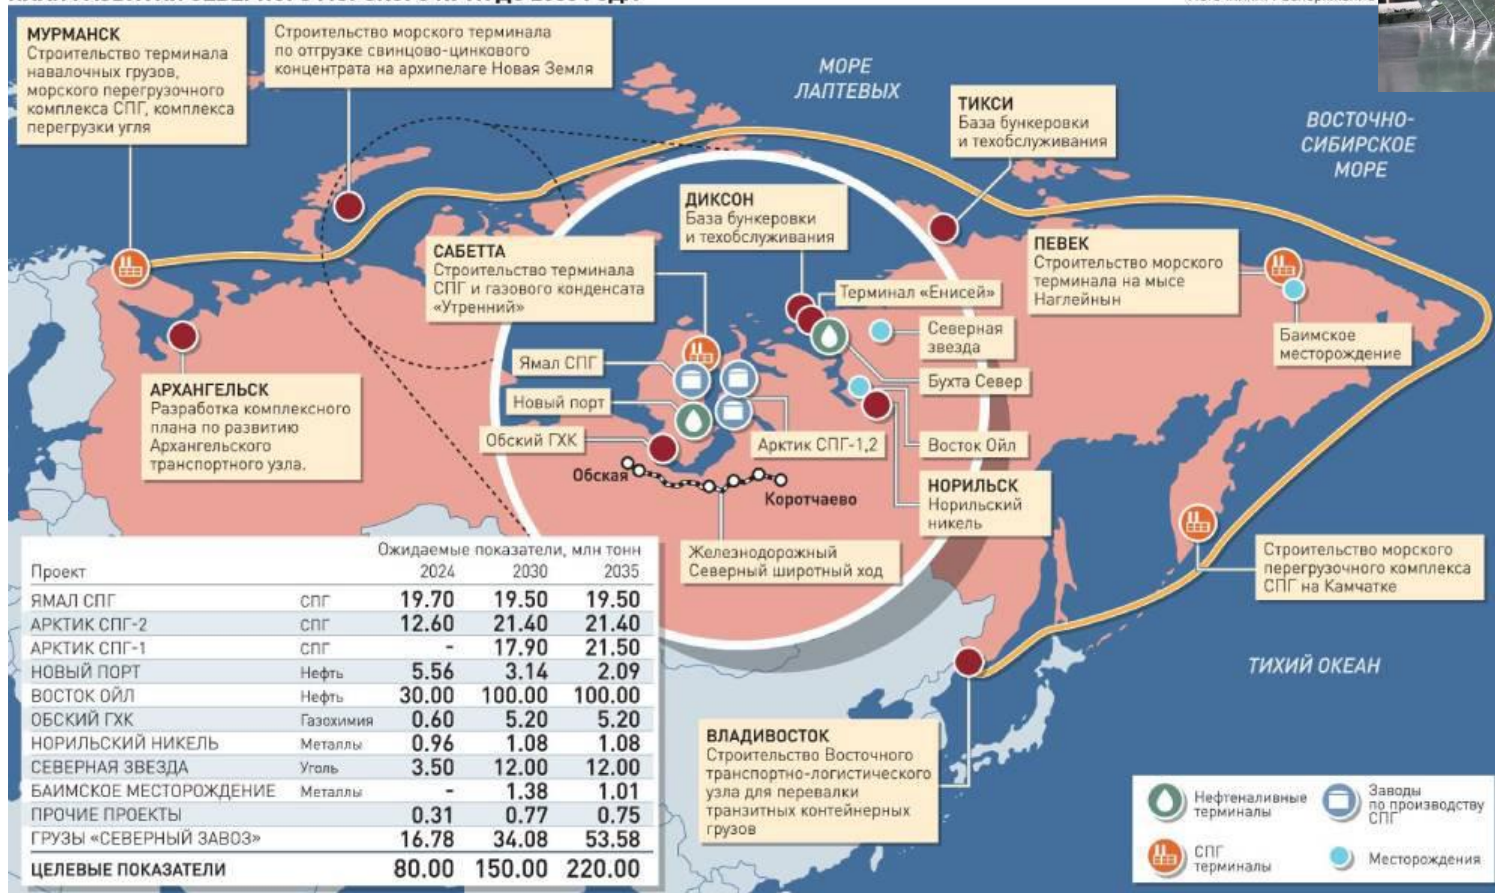 МУРМАНСК
Строительство терминала
навалочных грузов,
морского перегрузочного
комплекса СПГ, комплекса
перегрузки угля
Строительство морского терминала
по отгрузке свинцово-цинкового
концентрата на архипелаге Новая Земля
МОРЕ
ЛАПТЕВЫХ
ТИКСИ
База бункеровки
и техобслуживания
ВОСТОЧНО-
СИБИРСКОЕ
МОРЕ
ДИКСОН
База бункеровки
и техобслуживания
САБЕТТА
Строительство терминала
СПГ и газового конденсата
«Утренний»
ПЕВЕК
Строительство морского
терминала на мысе
Наглейнын
Терминал «Енисей»
Северная
звезда
Баимское
месторождение
Ямал СПГ
Бухта Север
Новый порт
АРХАНГЕЛЬСК
Разработка комплексного
плана по развитию
Архангельского
транспортного узла.
Обский ГХК
Арктик СПГ-1,2
Восток Ойл
Обская
Коротчаево
НОРИЛЬСК
Норильский
никель
Железнодорожный
Северный широтный ход
Строительство морского
перегрузочного комплекса
СПГ на Камчатке
Ожидаемые показатели, млн тонн
Проект 2024 2030 2035
ЯМАЛ СПГ СПГ 19.70 19.50 19.50
АРКТИК СПГ-2 СПГ 12.60 21.40 21.40
АРКТИК СПГ-1 СПГ - 17.90 21.50
НОВЫЙ ПОРТ Нефть 5.56 3.14 2.09
ВОСТОК ОЙЛ Нефть 30.00 100.00 100.00
ОБСКИЙ ГХК Газохимия 0.60 5.20 5.20
НОРИЛЬСКИЙ НИКЕЛЬ Металлы 0.96 1.08 1.08
СЕВЕРНАЯ ЗВЕЗДА Уголь 3.50 12.00 12.00
БАИМСКОЕ МЕСТОРОЖДЕНИЕ Металлы - 1.38 1.01
ПРОЧИЕ ПРОЕКТЫ 0.31 0.77 0.75
ГРУЗЫ «СЕВЕРНЫЙ ЗАВОЗ» 16.78 34.08 53.58
ЦЕЛЕВЫЕ ПОКАЗАТЕЛИ 80.00 150.00 220.00
ТИХИЙ ОКЕАН
ВЛАДИВОСТОК
Строительство Восточного
транспортно-логистического
узла для перевалки
транзитных контейнерных
грузов
Нефтеналивные
терминалы
Заводы
по производству
СПГ
СПГ
терминалы
Месторождения